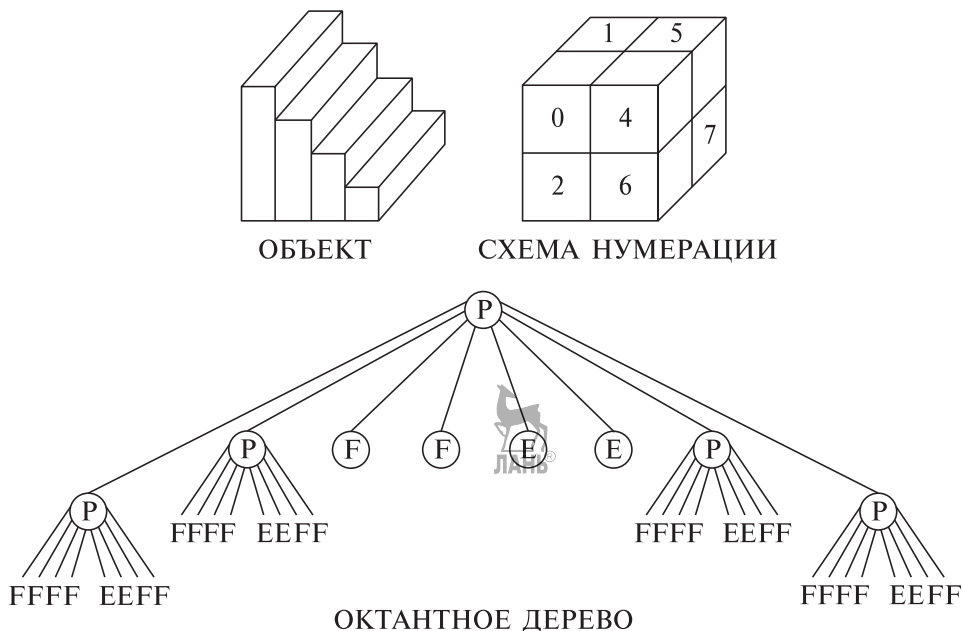 1 5
0 4
7
2 6
ОБЪЕКТ СХЕМА НУМЕРАЦИИ
P
P F F E E P
ЛАНЬ®
P P
FFFF EEFF FFFF EEFF
FFFF EEFF FFFF EEFF
ОКТАНТНОЕ ДЕРЕВО